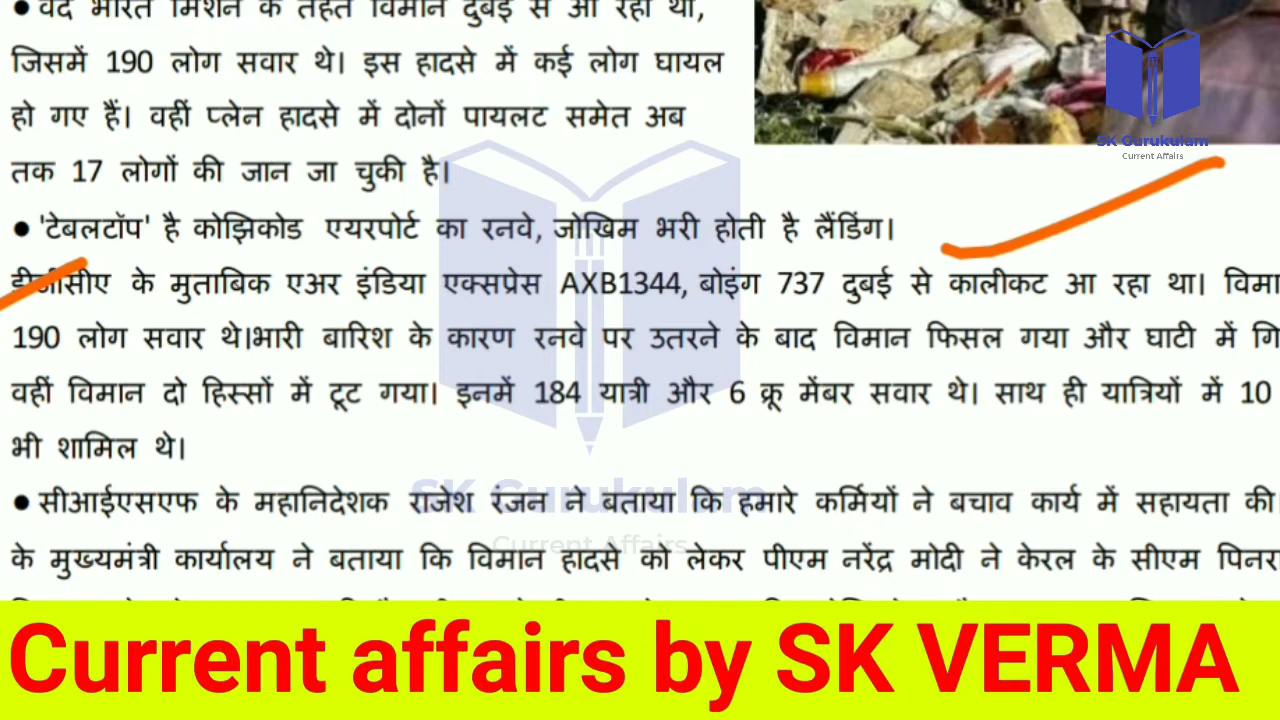 ● वंदे भारत मिशन के तहत विमान दुबई से आ रहा था,
जिसमें 190 लोग सवार थे। इस हादसे में कई लोग घायल
हो गए हैं। वहीं प्लेन हादसे में दोनों पायलट समेत अब
तक 17 लोगों की जान जा चुकी है।
SK Gurukulam
Current Affairs
● 'टेबलटॉप' है कोझिकोड एयरपोर्ट का रनवे, जोखिम भरी होती है लैंडिंग।
डीजीसीए के मुताबिक एअर इंडिया एक्सप्रेस AXB1344, बोइंग 737 दुबई से कालीकट आ रहा था। विमा
190 लोग सवार थे।भारी बारिश के कारण रनवे पर उतरने के बाद विमान फिसल गया और घाटी में गि
वहीं विमान दो हिस्सों में टूट गया। इनमें 184 यात्री और 6 क्रू मेंबर सवार थे। साथ ही यात्रियों में 10
भी शामिल थे।
● सीआईएसएफ के महानिदेशक राजेश रंजन ने बताया कि हमारे कर्मियों ने बचाव कार्य में सहायता की।
SK Gurukulam
Current Affairs
के मुख्यमंत्री कार्यालय ने बताया कि विमान हादसे को लेकर पीएम नरेंद्र मोदी ने केरल के सीएम पिनरा
Current affairs by SK VERMA